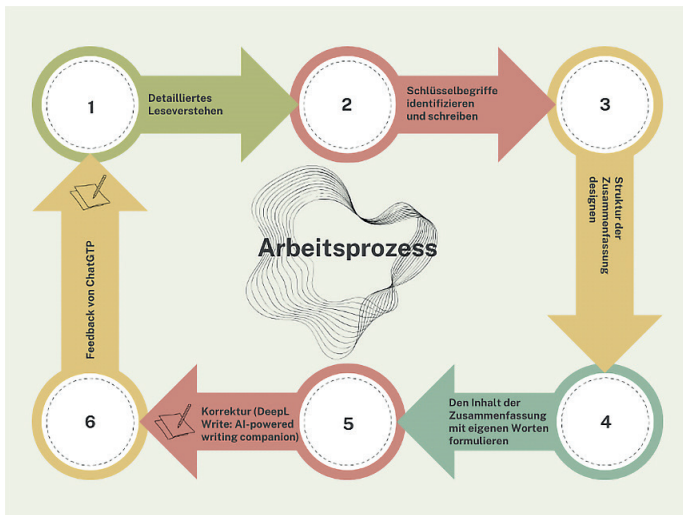 1
Detailliertes
Leseverstehen
2
Schlüsselbegriffe
identifizieren
und schreiben
3
Struktur der
Zusammenfassung
designen
Arbeitsprozess
4
Den Inhalt der
Zusammenfassung
mit eigenen Worten
formulieren
5
Korrektur (DeepL
Write: AI-powered
writing companion)
6
Feedback von ChatGTP